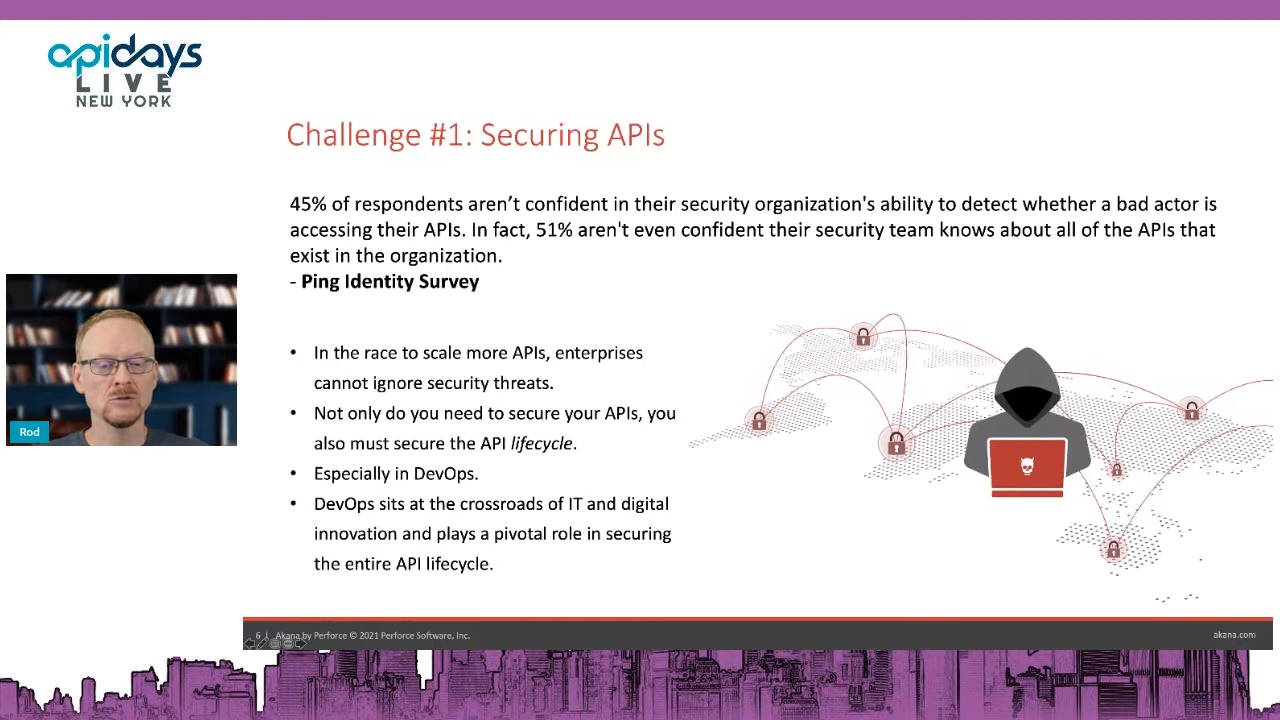 apidays
LIVE
NEW YORK
Challenge #1: Securing APIs
45% of respondents aren’t confident in their security organization's ability to detect whether a bad actor is
accessing their APIs. In fact, 51% aren't even confident their security team knows about all of the APIs that
exist in the organization.
- Ping Identity Survey
• In the race to scale more APIs, enterprises
cannot ignore security threats.
• Not only do you need to secure your APIs, you
also must secure the API lifecycle.
• Especially in DevOps.
• DevOps sits at the crossroads of IT and digital
innovation and plays a pivotal role in securing
the entire API lifecycle.
Rod
6 | Akana by Perforce © 2021 Perforce Software, Inc.
akana.com